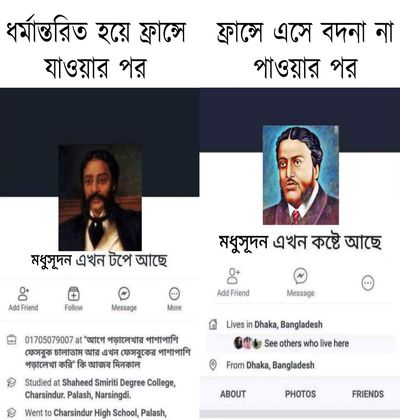 ধর্মান্তরিত হয়ে ফ্রান্সে
যাওয়ার পর
মধুসূদন এখন টপে আছে
Add Friend
Follow
Message
More
01705079007 at "আগে পড়ালেখার পাশাপাশি
ফেসবুক চালাতাম আর এখন ফেসবুকের পাশাপাশি
পড়ালেখা করি" কি আজব দিনকাল
Studied at Shaheed Smiriti Degree College,
Charsindur. Palash, Narsingdi.
Went to Charsindur High School, Palash,
ফ্রান্সে এসে বদনা না
পাওয়ার পর
মধুসূদন এখন কষ্টে আছে
Add Friend
Message
Lives in Dhaka, Bangladesh
See others who live here
From Dhaka, Bangladesh
ABOUT
PHOTOS
FRIENDS